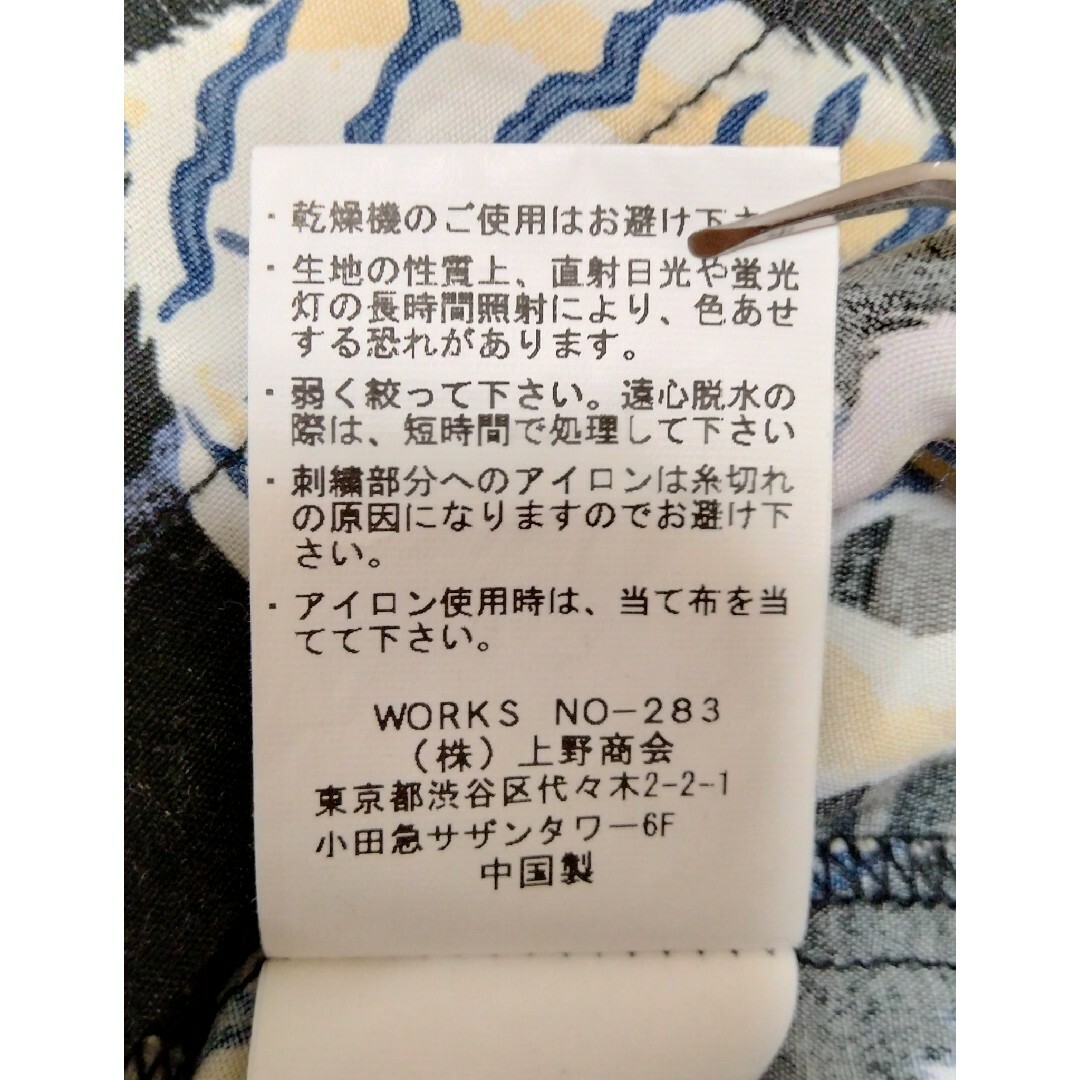 ・乾燥機のご使用はお避け下さ
・生地の性質上、直射日光や蛍光
灯の長時間照射により、色あせ
する恐れがあります。
・弱く絞って下さい。遠心脱水の
際は、短時間で処理して下さい
・刺繍部分へのアイロンは糸切れ
の原因になりますのでお避け下
さい。
・アイロン使用時は、当て布を当
てて下さい。
WORKS NO-283
(株)上野商会
東京都渋谷区代々木2-2-1
小田急サザンタワー6F
中国製